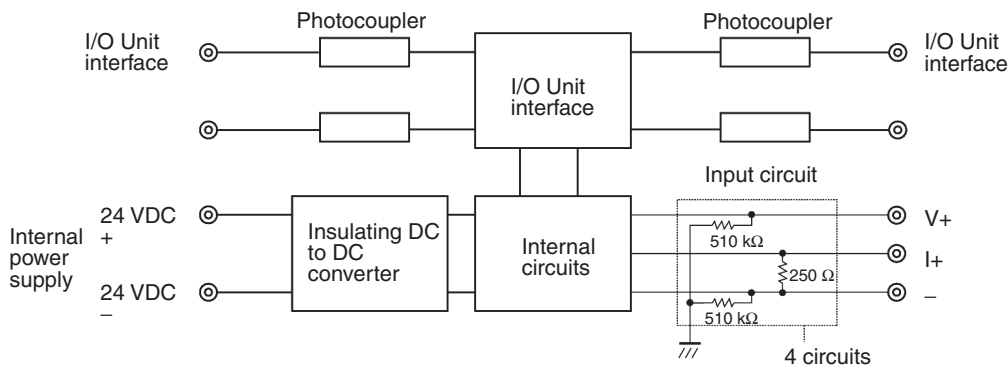 Photocoupler
Photocoupler
I/O Unit
interface
I/O Unit
interface
I/O Unit
interface
Input circuit
24 VDC
+
V+
Internal
power
supply
Insulating DC
to DC
converter
Internal
circuits
510 kΩ
I+
250 Ω
24 VDC
–
–
510 kΩ
4 circuits